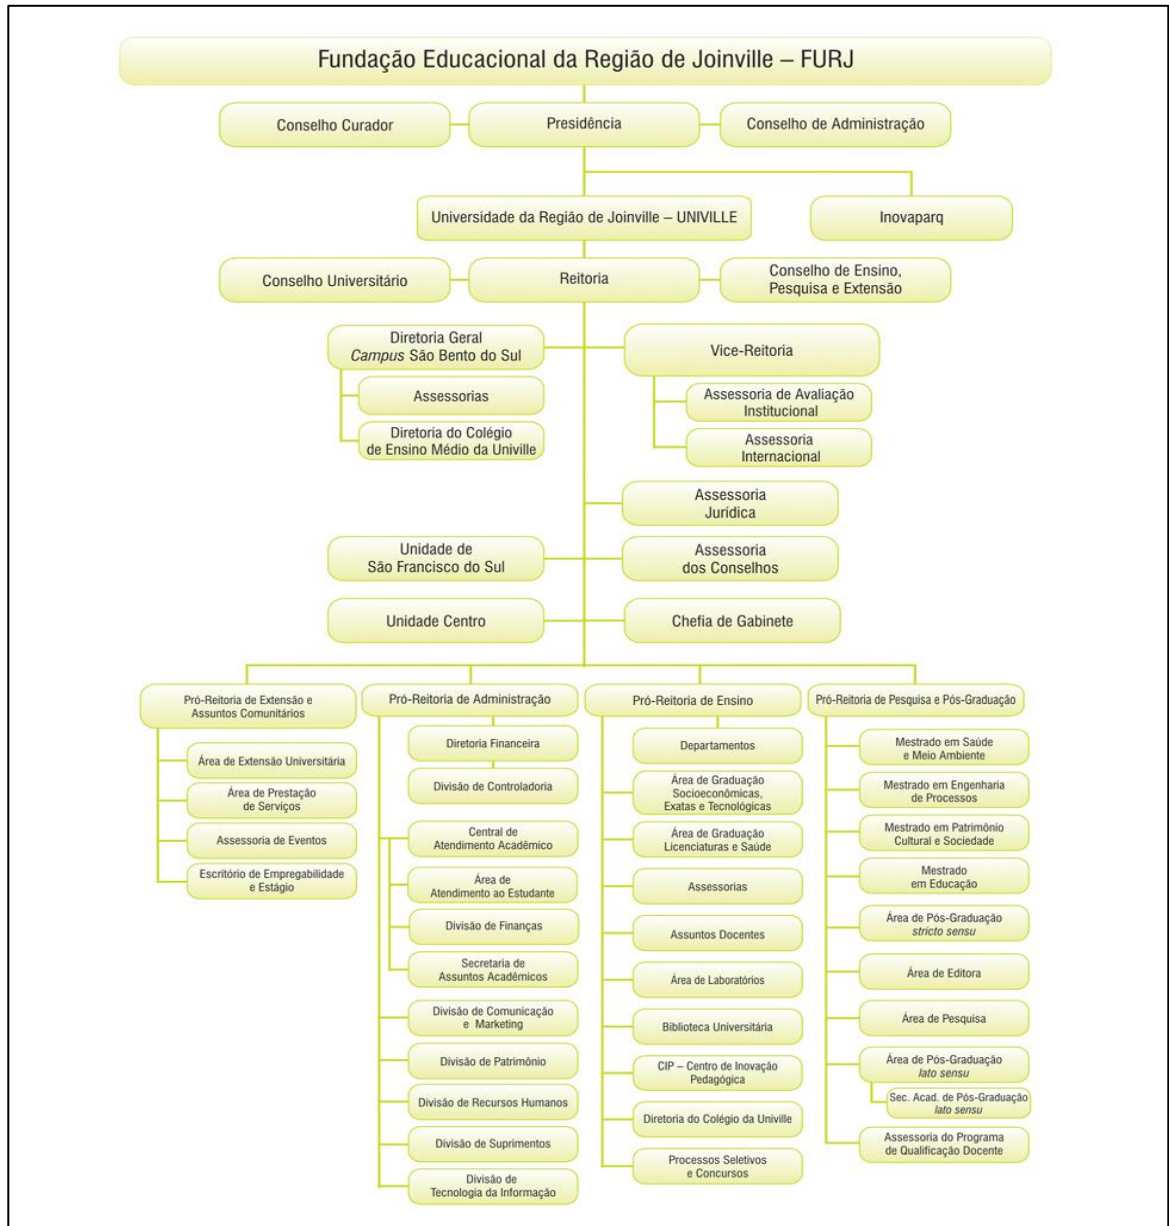 Fundação Educacional da Região de Joinville – FURJ
Conselho Curador
Presidência
Conselho de Administração
Universidade da Região de Joinville – UNIVILLE
Inovaparq
Conselho Universitário
Reitoria
Conselho de Ensino,
Pesquisa e Extensão
Diretoria Geral
Campus São Bento do Sul
Vice-Reitoria
Assessorias
Diretoria do Colégio
de Ensino Médio da Univille
Assessoria de Avaliação
Institucional
Assessoria
Internacional
Assessoria
Jurídica
Unidade de
São Francisco do Sul
Assessoria
dos Conselhos
Unidade Centro
Chefia de Gabinete
Pró-Reitoria de Extensão e
Assuntos Comunitários
Área de Extensão Universitária
Área de Prestação
de Serviços
Assessoria de Eventos
Escritório de Empregabilidade
e Estágio
Pró-Reitoria de Administração
Diretoria Financeira
Divisão de Controladoria
Central de
Atendimento Acadêmico
Área de
Atendimento ao Estudante
Divisão de Finanças
Secretaria de
Assuntos Acadêmicos
Divisão de Comunicação
e Marketing
Divisão de Patrimônio
Divisão de Recursos Humanos
Divisão de Suprimentos
Divisão de
Tecnologia da Informação
Pró-Reitoria de Ensino
Departamentos
Área de Graduação
Socioeconômicas,
Exatas e Tecnológicas
Área de Graduação
Licenciaturas e Saúde
Assessorias
Assuntos Docentes
Área de Laboratórios
Biblioteca Universitária
CIP – Centro de Inovação
Pedagógica
Diretoria do Colégio da Univille
Processos Seletivos
e Concursos
Pró-Reitoria de Pesquisa e Pós-Graduação
Mestrado em Saúde
e Meio Ambiente
Mestrado em Engenharia
de Processos
Mestrado em Patrimônio
Cultural e Sociedade
Mestrado
em Educação
Área de Pós-Graduação
stricto sensu
Área de Editora
Área de Pesquisa
Área de Pós-Graduação
lato sensu
Sec. Acad. de Pós-Graduação
lato sensu
Assessoria do Programa
de Qualificação Docente